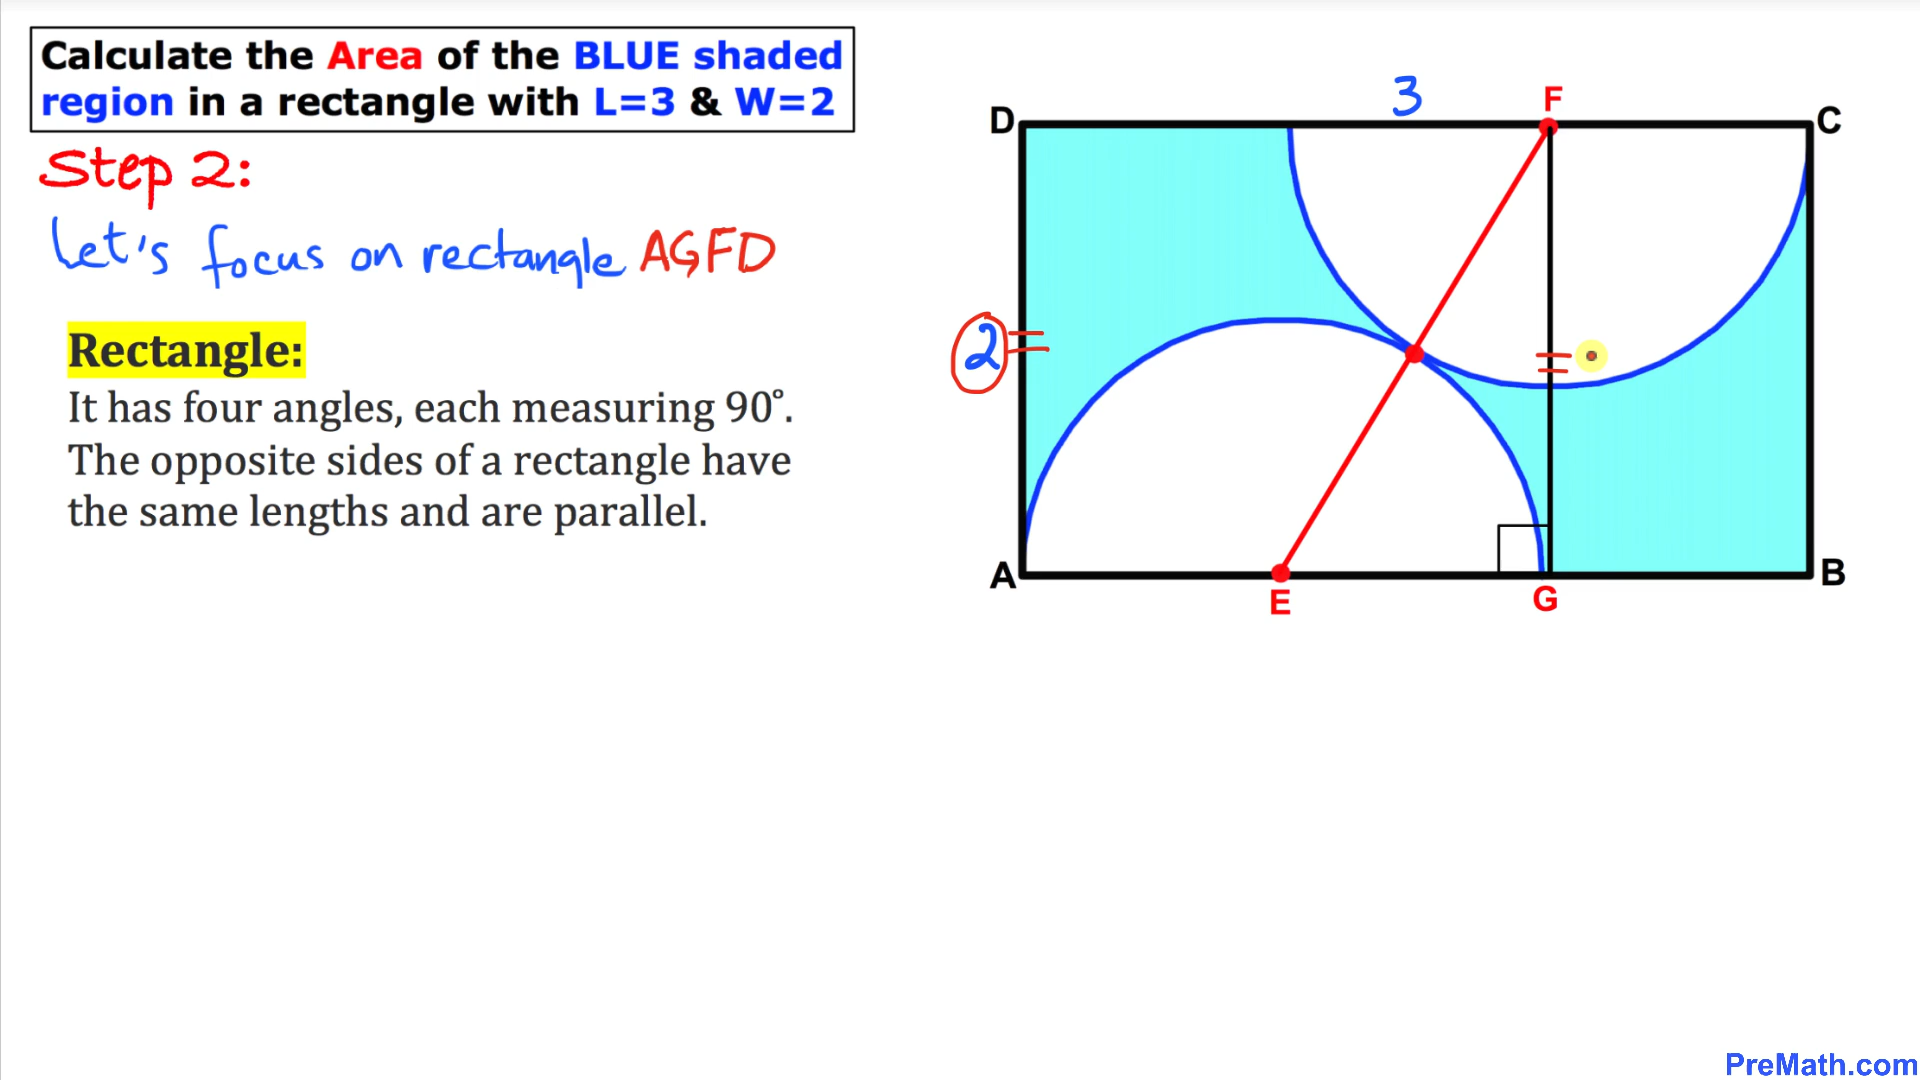 Calculate the Area of the BLUE shaded
region in a rectangle with L=3 & W=2
Step 2:
Let's focus on rectangle AGFD
Rectangle:
It has four angles, each measuring 90°.
The opposite sides of a rectangle have
the same lengths and are parallel.
3
F
D
C
2
A
B
E
G
PreMath.com